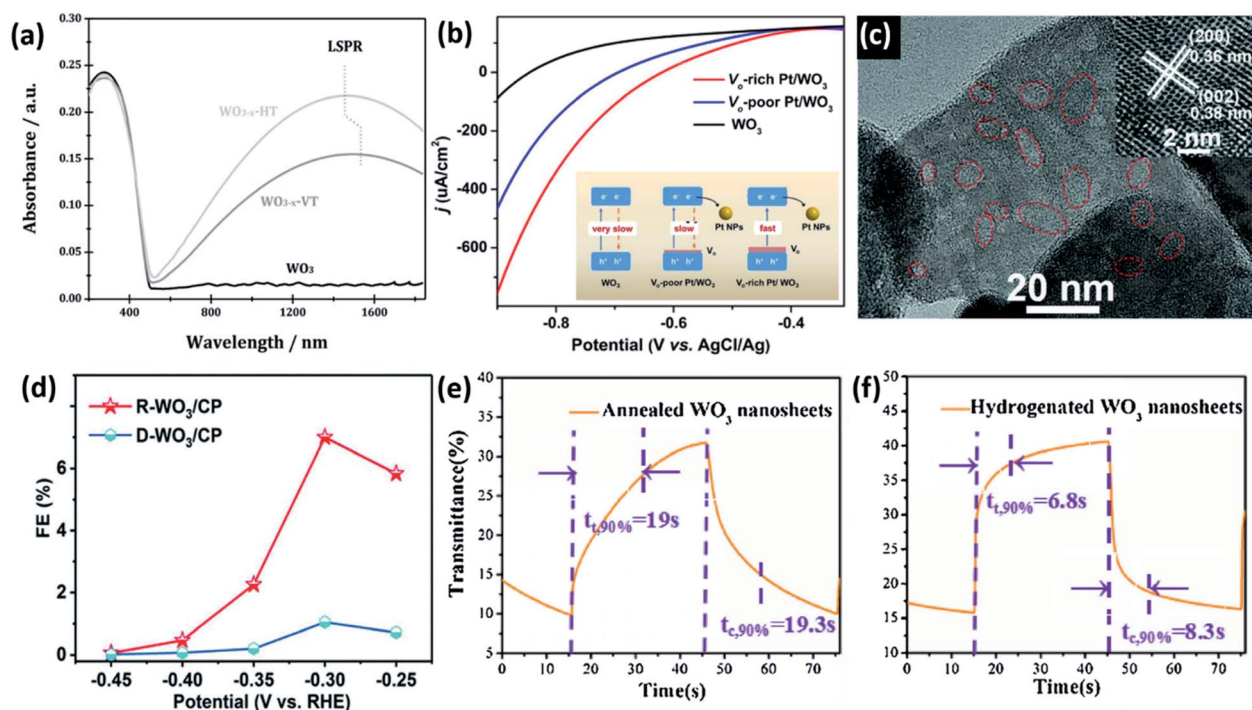 (a)
0.30
0.25
0.20
0.15
0.10
0.05
0.00
Absorbance / a.u.
LSPR
WO3-x-HT
WO3-x-VT
WO3
200
400
800
1200
1600
Wavelength / nm
(b)
0
-200
-400
-600
j (uA/cm2)
Vo-rich Pt/WO3
Vo-poor Pt/WO3
WO3
e- e-
e- e-
e- e-
very slow
slow
fast
Pt NPs
Pt NPs
Vo
Vo
h+ h+
h+ h+
h+ h+
WO3
Vo-poor Pt/WO3
Vo-rich Pt/ WO3
-0.8
-0.6
-0.4
Potential (V vs. AgCl/Ag)
(c)
(200)
0.36 nm
(002)
0.38 nm
2 nm
20 nm
(d)
R-WO3/CP
D-WO3/CP
6
4
2
0
FE (%)
-0.45
-0.40
-0.35
-0.30
-0.25
Potential (V vs. RHE)
(e)
40
35
30
25
20
15
10
5
Transmittance(%)
Annealed WO3 nanosheets
tt,90%=19s
tc,90%=19.3s
0 10 20 30 40 50 60 70
Time(s)
(f)
50
45
40
35
30
25
20
15
10
Hydrogenated WO3 nanosheets
tt,90%=6.8s
tc,90%=8.3s
0 10 20 30 40 50 60 70
Time(s)